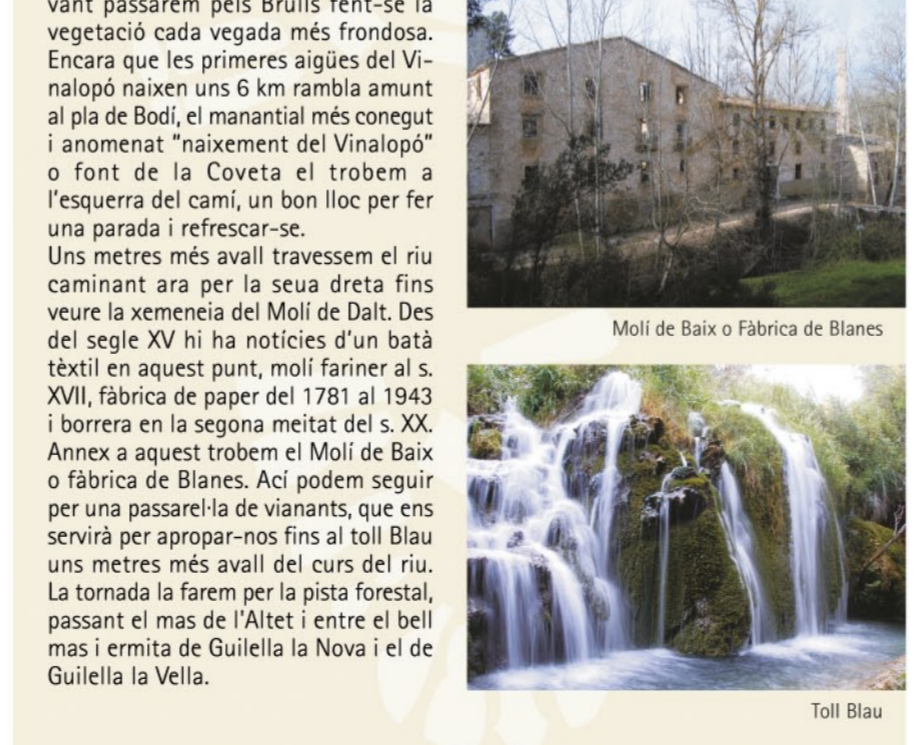 vant passarem pels Brulls fent-se la
vegetació cada vegada més frondosa.
Encara que les primeres aigües del Vi-
nalopó naixen uns 6 km rambla amunt
al pla de Bodí, el manantial més conegut
i anomenat "naixement del Vinalopó"
o font de la Coveta el trobem a
l'esquerra del camí, un bon lloc per fer
una parada i refrescar-se.
Uns metres més avall travessem el riu
caminant ara per la seua dreta fins
veure la xemeneia del Molí de Dalt. Des
del segle XV hi ha notícies d'un batà
tèxtil en aquest punt, molí fariner al s.
XVII, fàbrica de paper del 1781 al 1943
i borrera en la segona meitat del s. XX.
Annex a aquest trobem el Molí de Baix
o fàbrica de Blanes. Ací podem seguir
per una passarel·la de vianants, que ens
servirà per apropar-nos fins al toll Blau
uns metres més avall del curs del riu.
La tornada la farem per la pista forestal,
passant el mas de l'Altet i entre el bell
mas i ermita de Guilella la Nova i el de
Guilella la Vella.
Molí de Baix o Fàbrica de Blanes
Toll Blau